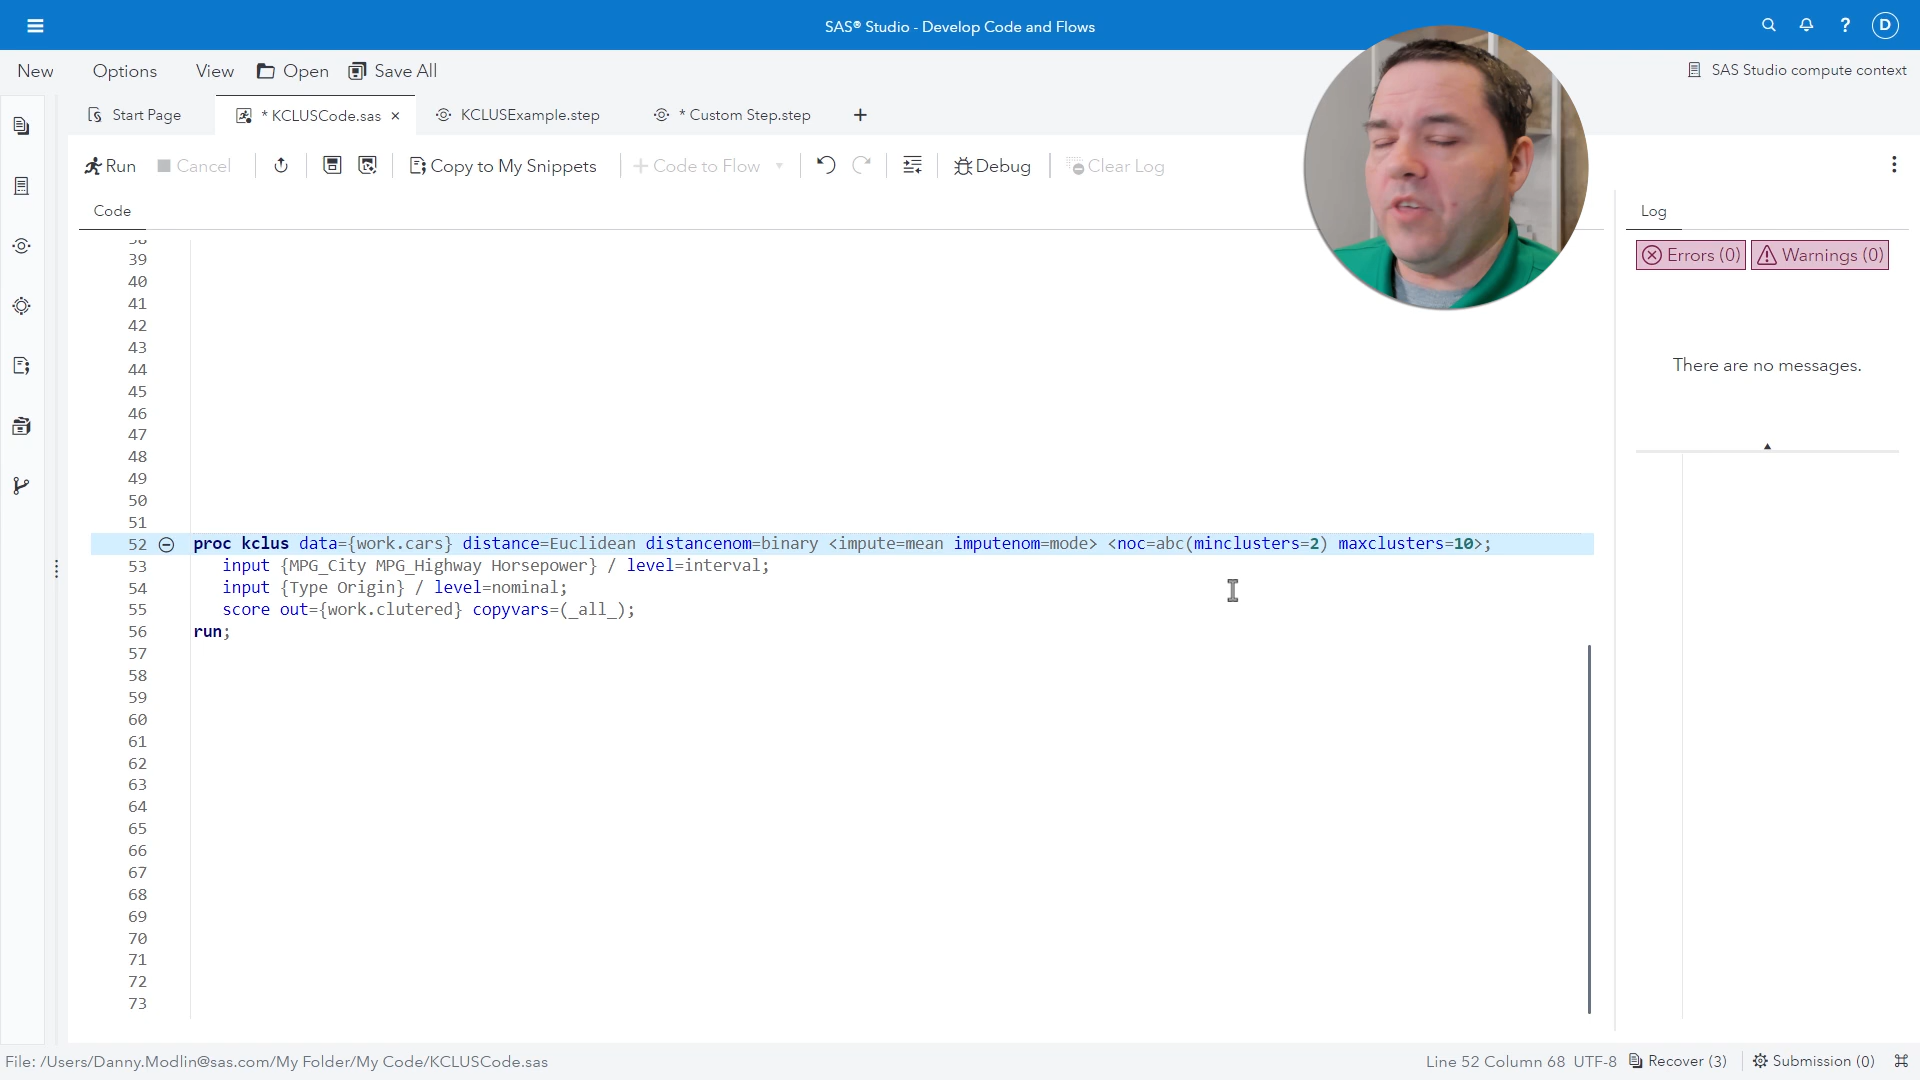 SAS® Studio - Develop Code and Flows
D
New Options View Open Save All
SAS Studio compute context
Start Page
* KCLUSCode.sas
KCLUSExample.step
* Custom Step.step
Run Cancel Copy to My Snippets Code to Flow Debug Clear Log
Code
Log
Errors (0) Warnings (0)
There are no messages.
38
39
40
41
42
43
44
45
46
47
48
49
50
51
52 proc kclus data={work.cars} distance=Euclidean distancenom=binary <impute=mean imputenom=mode> <noc=abc(minclusters=2) maxclusters=10>;
53 input {MPG_City MPG_Highway Horsepower} / level=interval;
54 input {Type Origin} / level=nominal;
55 score out={work.clutered} copyvars=(_all_);
56 run;
57
58
59
60
61
62
63
64
65
66
67
68
69
70
71
72
73
File: /Users/Danny.Modlin@sas.com/My Folder/My Code/KCLUSCode.sas
Line 52 Column 68 UTF-8 Recover (3) Submission (0)